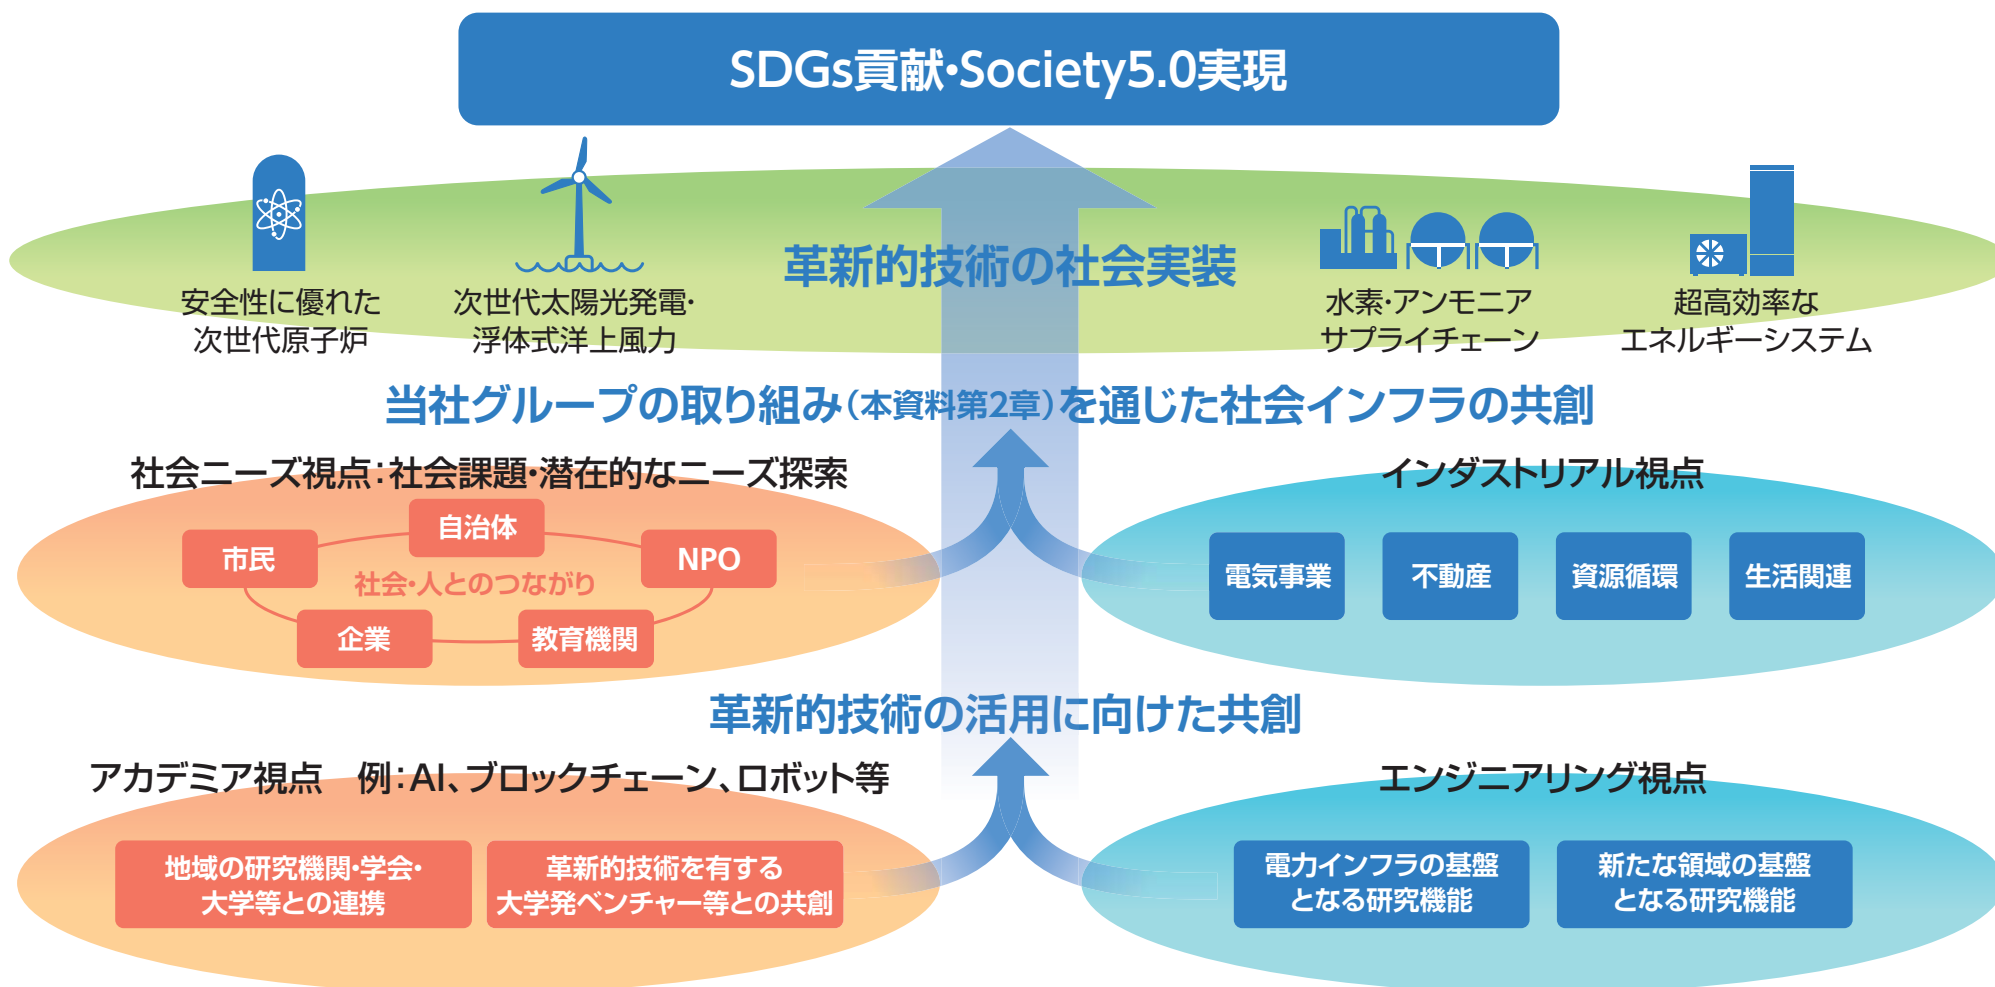 SDGs貢献・Society5.0実現
革新的技術の社会実装
安全性に優れた
次世代原子炉
次世代太陽光発電・
浮体式洋上風力
水素・アンモニア
サプライチェーン
超高効率な
エネルギーシステム
当社グループの取り組み（本資料第2章）を通じた社会インフラの共創
社会ニーズ視点：社会課題・潜在的なニーズ探索
市民
自治体
NPO
社会・人とのつながり
企業
教育機関
インダストリアル視点
電気事業
不動産
資源循環
生活関連
革新的技術の活用に向けた共創
アカデミア視点　例：AI、ブロックチェーン、ロボット等
地域の研究機関・学会・
大学等との連携
革新的技術を有する
大学発ベンチャー等との共創
エンジニアリング視点
電力インフラの基盤
となる研究機能
新たな領域の基盤
となる研究機能